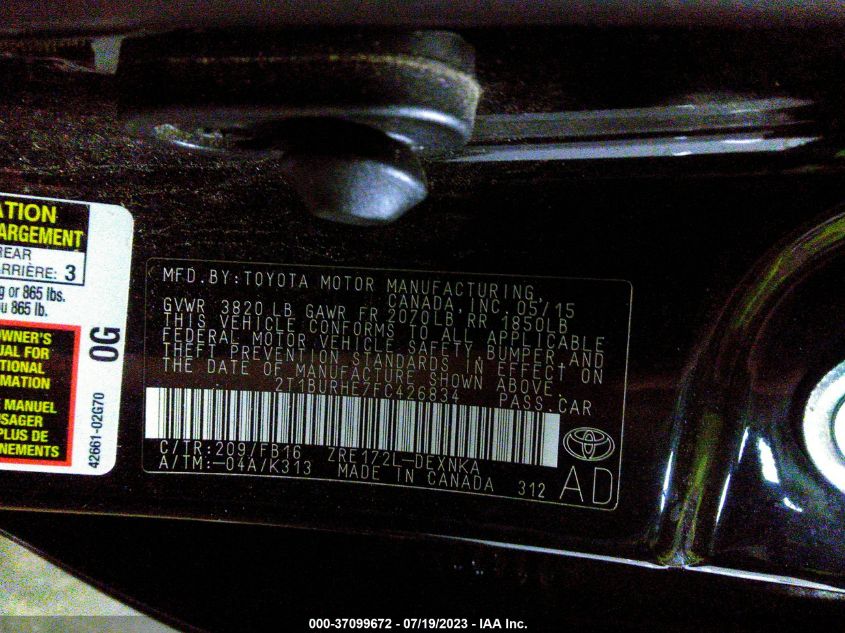 ATION
ARGEMENT
REAR
ARRIÈRE: 3
g or 865 lbs.
u 865 lb.
OWNER'S
UAL FOR
TIONAL
RMATION
MANUEL
USAGER
PLUS DE
NEMENTS
0G
42661-02G70
MFD.BY:TOYOTA MOTOR MANUFACTURING,
CANADA,INC. 05/15
GVWR 3820 LB GAWR FR 2070LB RR 1850LB
THIS VEHICLE CONFORMS TO ALL APPLICABLE
FEDERAL MOTOR VEHICLE SAFETY,BUMPER,AND
THEFT PREVENTION STANDARDS IN EFFECT ON
THE DATE OF MANUFACTURE SHOWN ABOVE.
2T1BURHE7FC426834 PASS.CAR
C/TR:209/FB16 ZRE172L-DEXNKA
A/TM:-04A/K313 MADE IN CANADA 312 AD
000-37099672 - 07/19/2023 - IAA Inc.